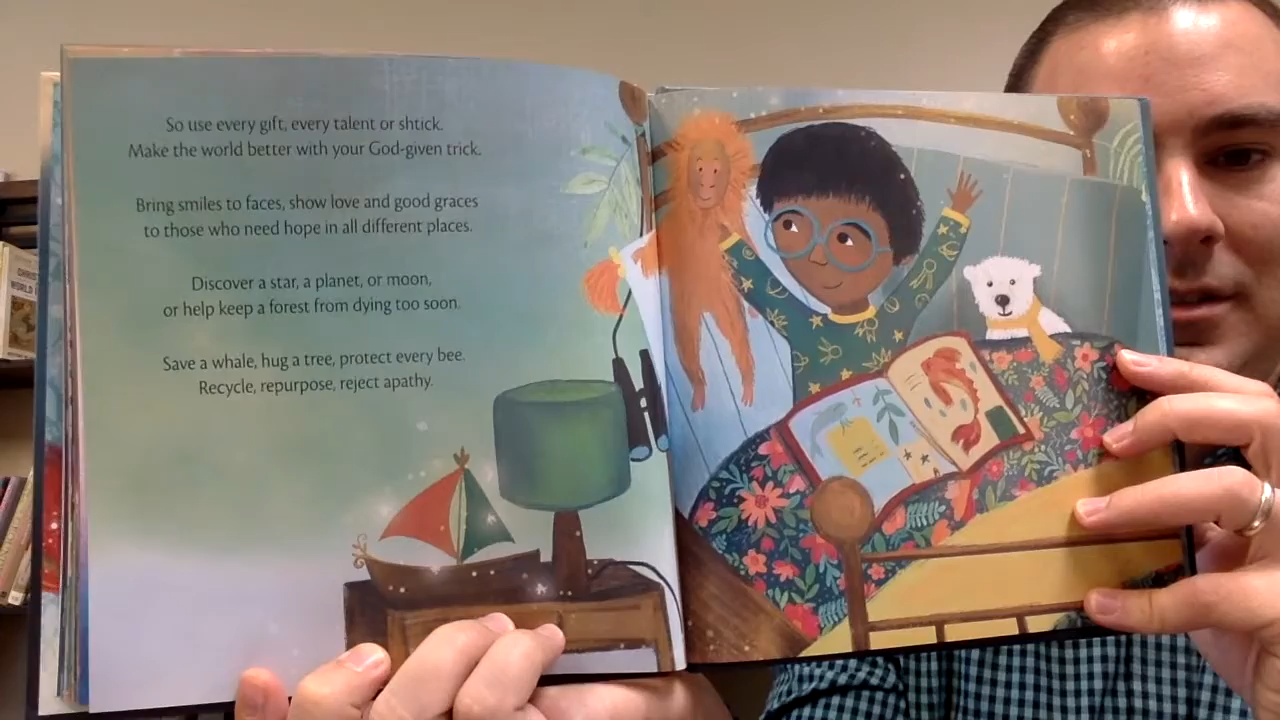 So use every gift, every talent or shtick.
Make the world better with your God-given trick.
Bring smiles to faces, show love and good graces
to those who need hope in all different places.
Discover a star, a planet, or moon,
or help keep a forest from dying too soon.
Save a whale, hug a tree, protect every bee.
Recycle, repurpose, reject apathy.